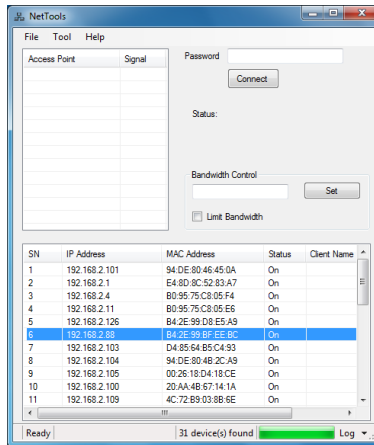 NetTools
File Tool Help
Access Point Signal
Password
Connect
Status:
Bandwidth Control
Set
Limit Bandwidth
SN IP Address MAC Address Status Client Name
1 192.168.2.101 94:DE:80:46:45:0A On
2 192.168.2.1 E4:8D:8C:52:83:A7 On
3 192.168.2.4 B0:95:75:C8:05:F4 On
4 192.168.2.11 B0:95:75:C8:05:E6 On
5 192.168.2.126 B4:2E:99:D8:E5:A9 On
6 192.168.2.88 B4:2E:99:BF:EE:BC On
7 192.168.2.103 D4:85:64:B5:C4:93 On
8 192.168.2.104 94:DE:80:4B:2C:A9 On
9 192.168.2.105 00:26:18:D4:18:CE On
10 192.168.2.100 20:AA:4B:67:14:1A On
11 192.168.2.109 4C:72:B9:03:8B:6E On
Ready 31 device(s) found Log